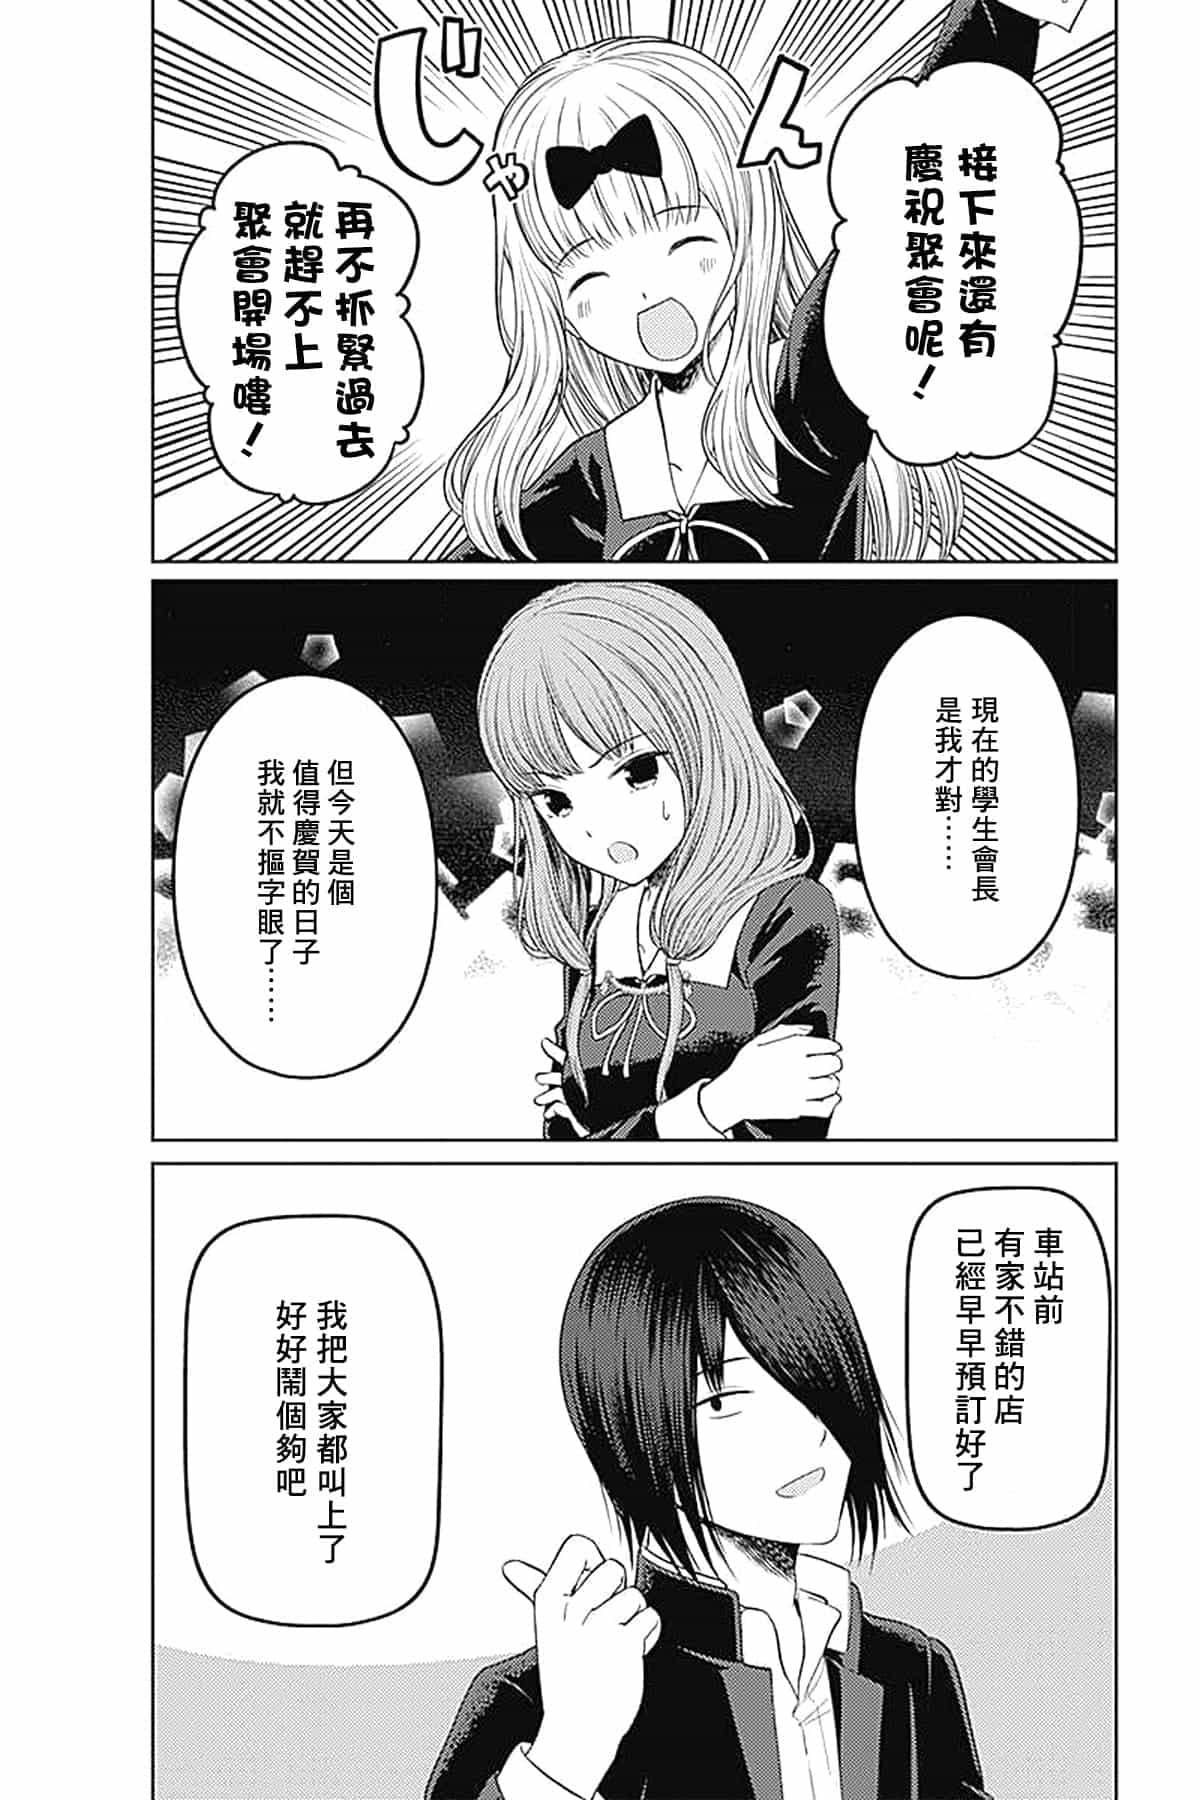 接下來還有
慶祝聚會呢！
じゃん
再不抓緊過去
就趕不上
聚會開場嘍！
現在的學生會長
是我才對……
但今天是個
值得慶賀的日子
我就不摳字眼了……
車站前
有家不錯的店
已經早早預訂好了
我把大家都叫上了
好好鬧個夠吧